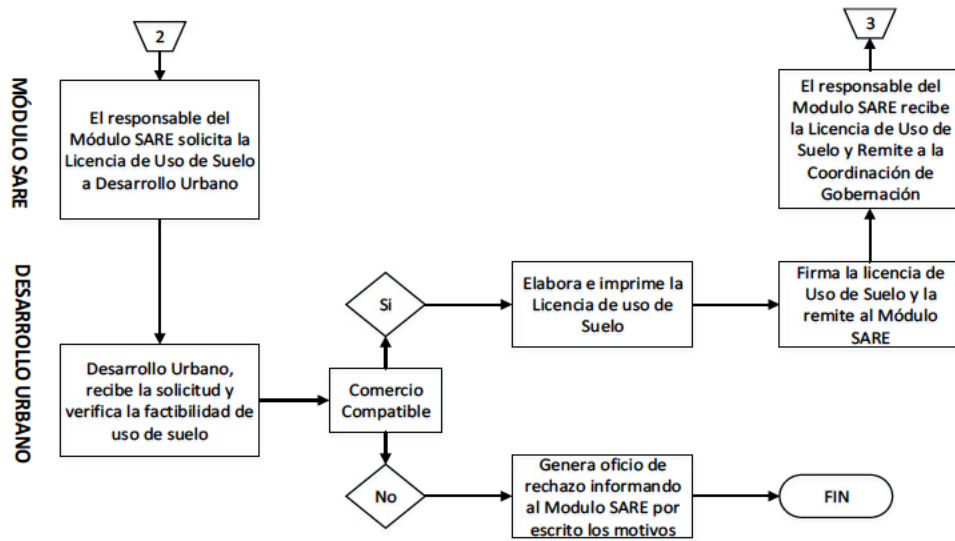 2
3
MÓDULO SARE
El responsable del
Módulo SARE solicita la
Licencia de Uso de Suelo
a Desarrollo Urbano
El responsable del
Modulo SARE recibe
la Licencia de Uso de
Suelo y Remite a la
Coordinación de
Gobernación
DESARROLLO URBANO
Si
Elabora e imprime la
Licencia de uso de
Suelo
Firma la licencia de
Uso de Suelo y la
remite al Módulo
SARE
Desarrollo Urbano,
recibe la solicitud y
verifica la factibilidad de
uso de suelo
Comercio
Compatible
No
Genera oficio de
rechazo informando
al Modulo SARE por
escrito los motivos
FIN